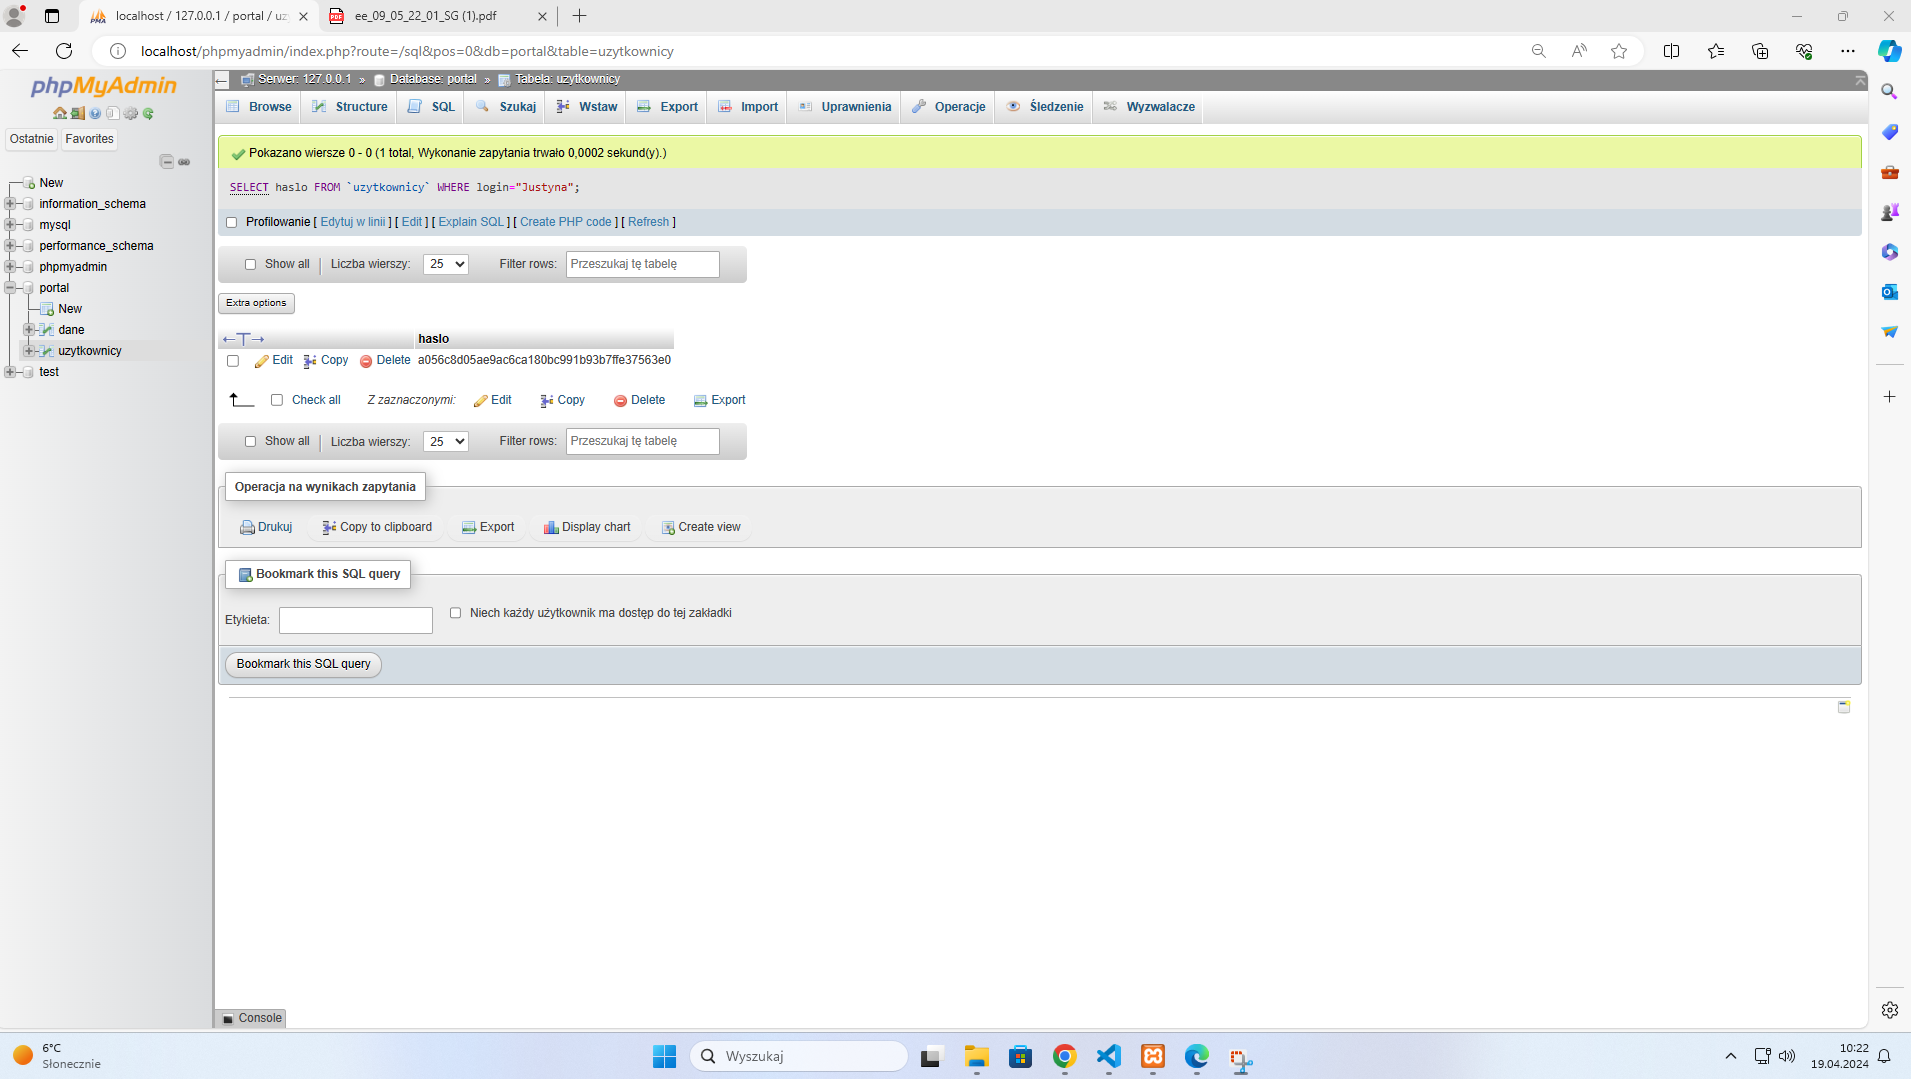 localhost / 127.0.0.1 / portal / uzy
ee_09_05_22_01_SG (1).pdf
localhost/phpmyadmin/index.php?route=/sql&pos=0&db=portal&table=uzytkownicy
phpMyAdmin
Ostatnie Favorites
New
information_schema
mysql
performance_schema
phpmyadmin
portal
New
dane
uzytkownicy
test
Serwer: 127.0.0.1 » Database: portal » Tabela: uzytkownicy
Browse Structure SQL Szukaj Wstaw Export Import Uprawnienia Operacje Śledzenie Wyzwalacze
Pokazano wiersze 0 - 0 (1 total, Wykonanie zapytania trwało 0,0002 sekund(y).)
SELECT haslo FROM `uzytkownicy` WHERE login="Justyna";
Profilowanie [ Edytuj w linii ] [ Edit ] [ Explain SQL ] [ Create PHP code ] [ Refresh ]
Show all Liczba wierszy: 25 Filter rows: Przeszukaj tę tabelę
Extra options
haslo
Edit Copy Delete a056c8d05ae9ac6ca180bc991b93b7ffe37563e0
Check all Z zaznaczonymi: Edit Copy Delete Export
Show all Liczba wierszy: 25 Filter rows: Przeszukaj tę tabelę
Operacja na wynikach zapytania
Drukuj Copy to clipboard Export Display chart Create view
Bookmark this SQL query
Etykieta: Niech każdy użytkownik ma dostęp do tej zakładki
Bookmark this SQL query
Console
6°C
Słonecznie
Wyszukaj
10:22
19.04.2024